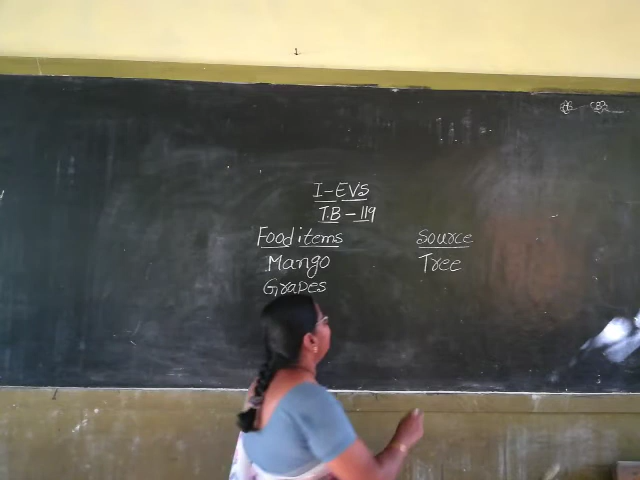 I-EVS
T.B - 119
Food items Source
Mango Tree
Grapes